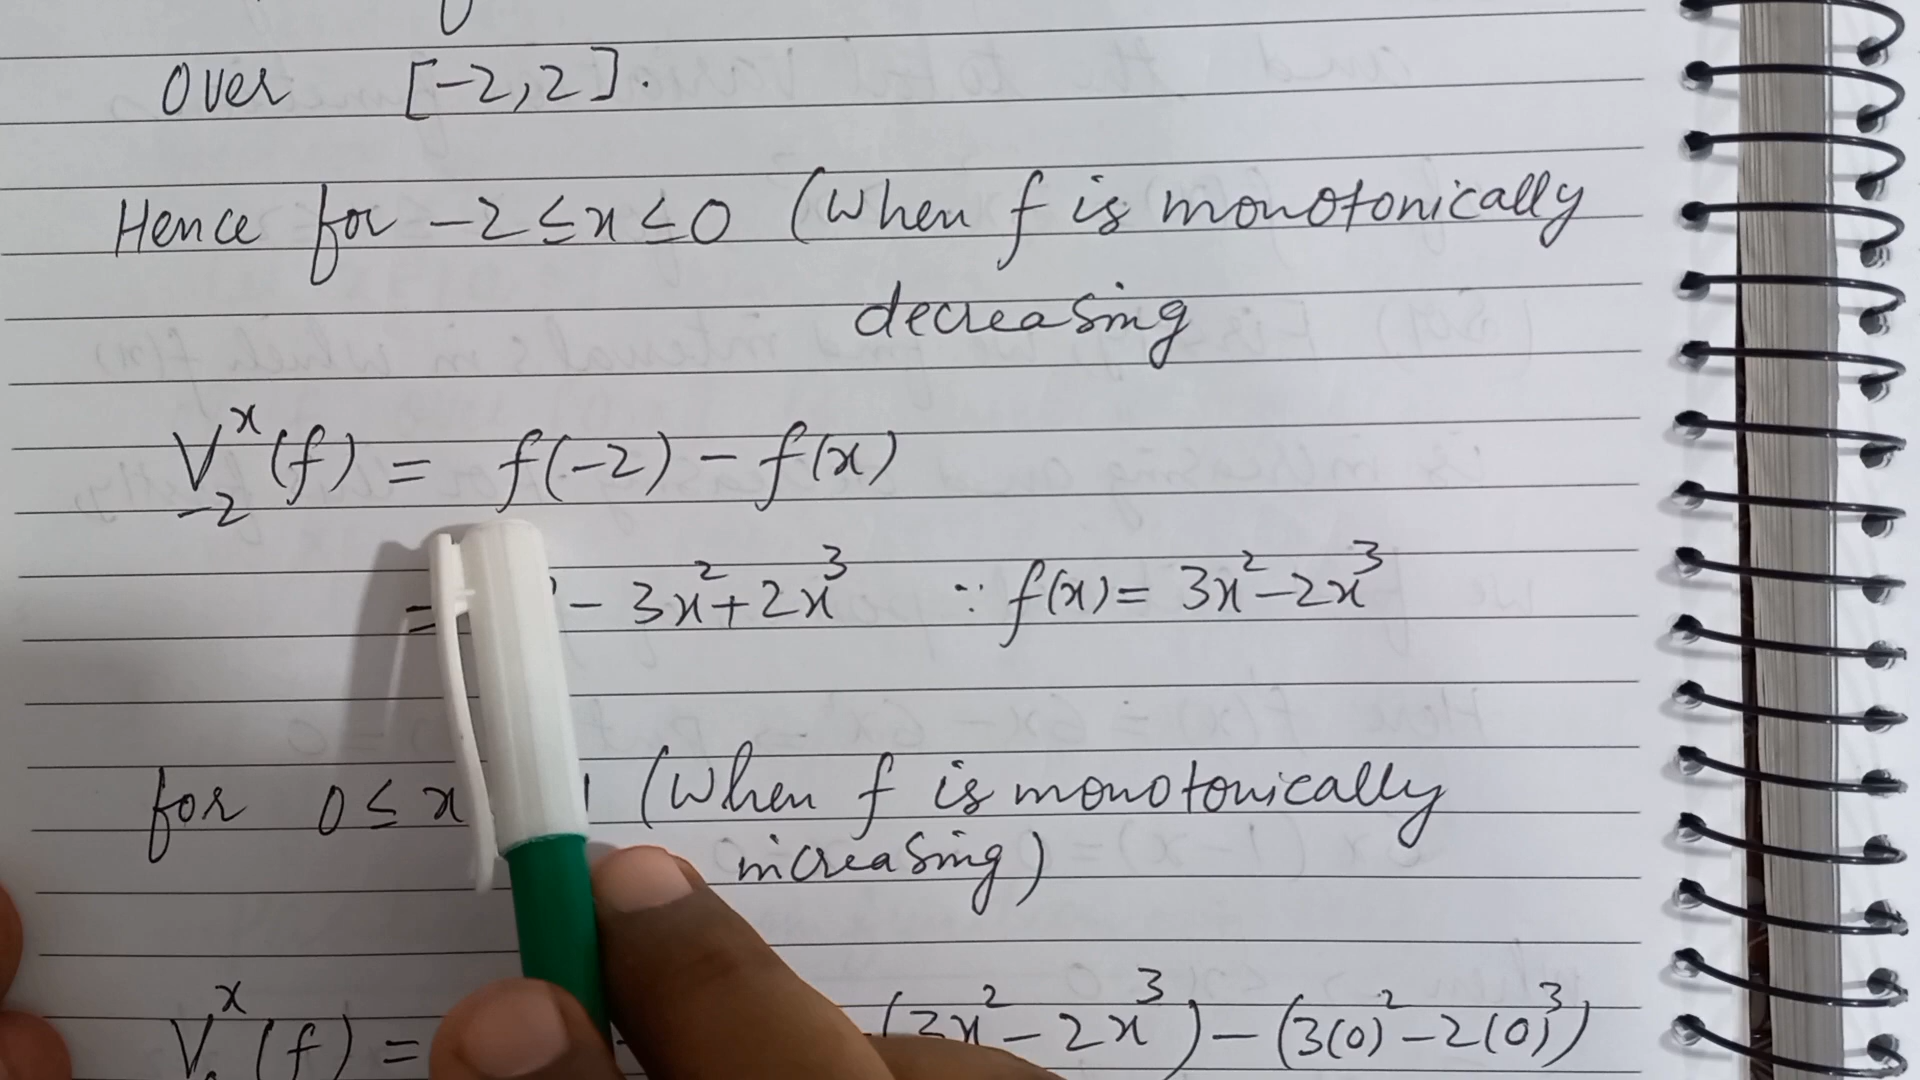 over [-2,2].
Hence for -2 ≤ x ≤ 0 (when f is monotonically
decreasing
V_{-2}^{x}(f) = f(-2) - f(x)
= - 3x² + 2x³ ∵ f(x) = 3x² - 2x³
for 0 ≤ x 1 (when f is monotonically
increasing)
V^{x}(f) = (3x² - 2x³) - (3(0)² - 2(0)³)